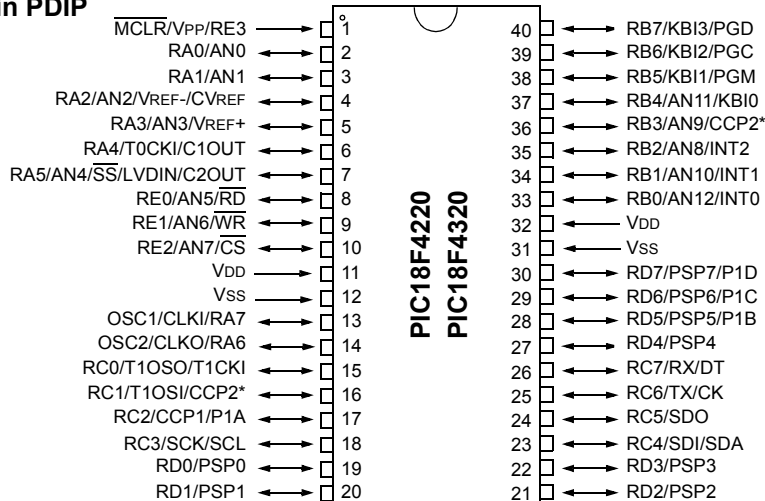 in PDIP
MCLR/VPP/RE3 1 40 RB7/KBI3/PGD
RA0/AN0 2 39 RB6/KBI2/PGC
RA1/AN1 3 38 RB5/KBI1/PGM
RA2/AN2/VREF-/CVREF 4 37 RB4/AN11/KBI0
RA3/AN3/VREF+ 5 36 RB3/AN9/CCP2*
RA4/T0CKI/C1OUT 6 35 RB2/AN8/INT2
RA5/AN4/SS/LVDIN/C2OUT 7 34 RB1/AN10/INT1
RE0/AN5/RD 8 33 RB0/AN12/INT0
RE1/AN6/WR 9 32 VDD
RE2/AN7/CS 10 31 VSS
VDD 11 30 RD7/PSP7/P1D
VSS 12 29 RD6/PSP6/P1C
OSC1/CLKI/RA7 13 28 RD5/PSP5/P1B
OSC2/CLKO/RA6 14 27 RD4/PSP4
RC0/T1OSO/T1CKI 15 26 RC7/RX/DT
RC1/T1OSI/CCP2* 16 25 RC6/TX/CK
RC2/CCP1/P1A 17 24 RC5/SDO
RC3/SCK/SCL 18 23 RC4/SDI/SDA
RD0/PSP0 19 22 RD3/PSP3
RD1/PSP1 20 21 RD2/PSP2
PIC18F4220
PIC18F4320